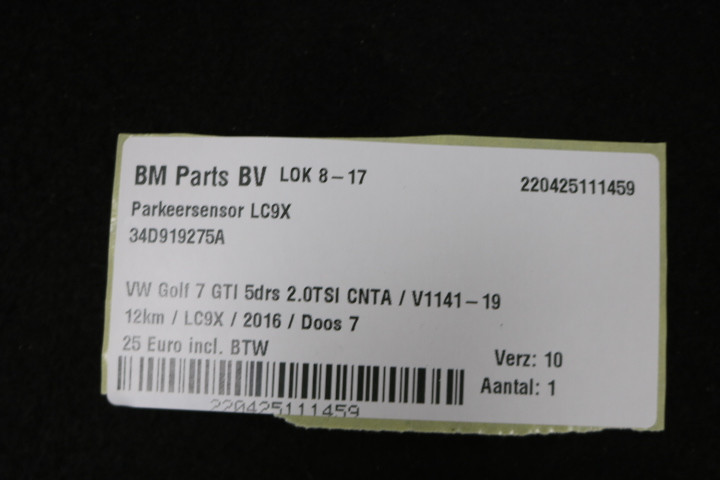 BM Parts BV LOK 8-17 220425111459
Parkeersensor LC9X
34D919275A
VW Golf 7 GTI 5drs 2.0TSI CNTA / V1141-19
12km / LC9X / 2016 / Doos 7
25 Euro incl. BTW
Verz: 10
Aantal: 1
220425111459